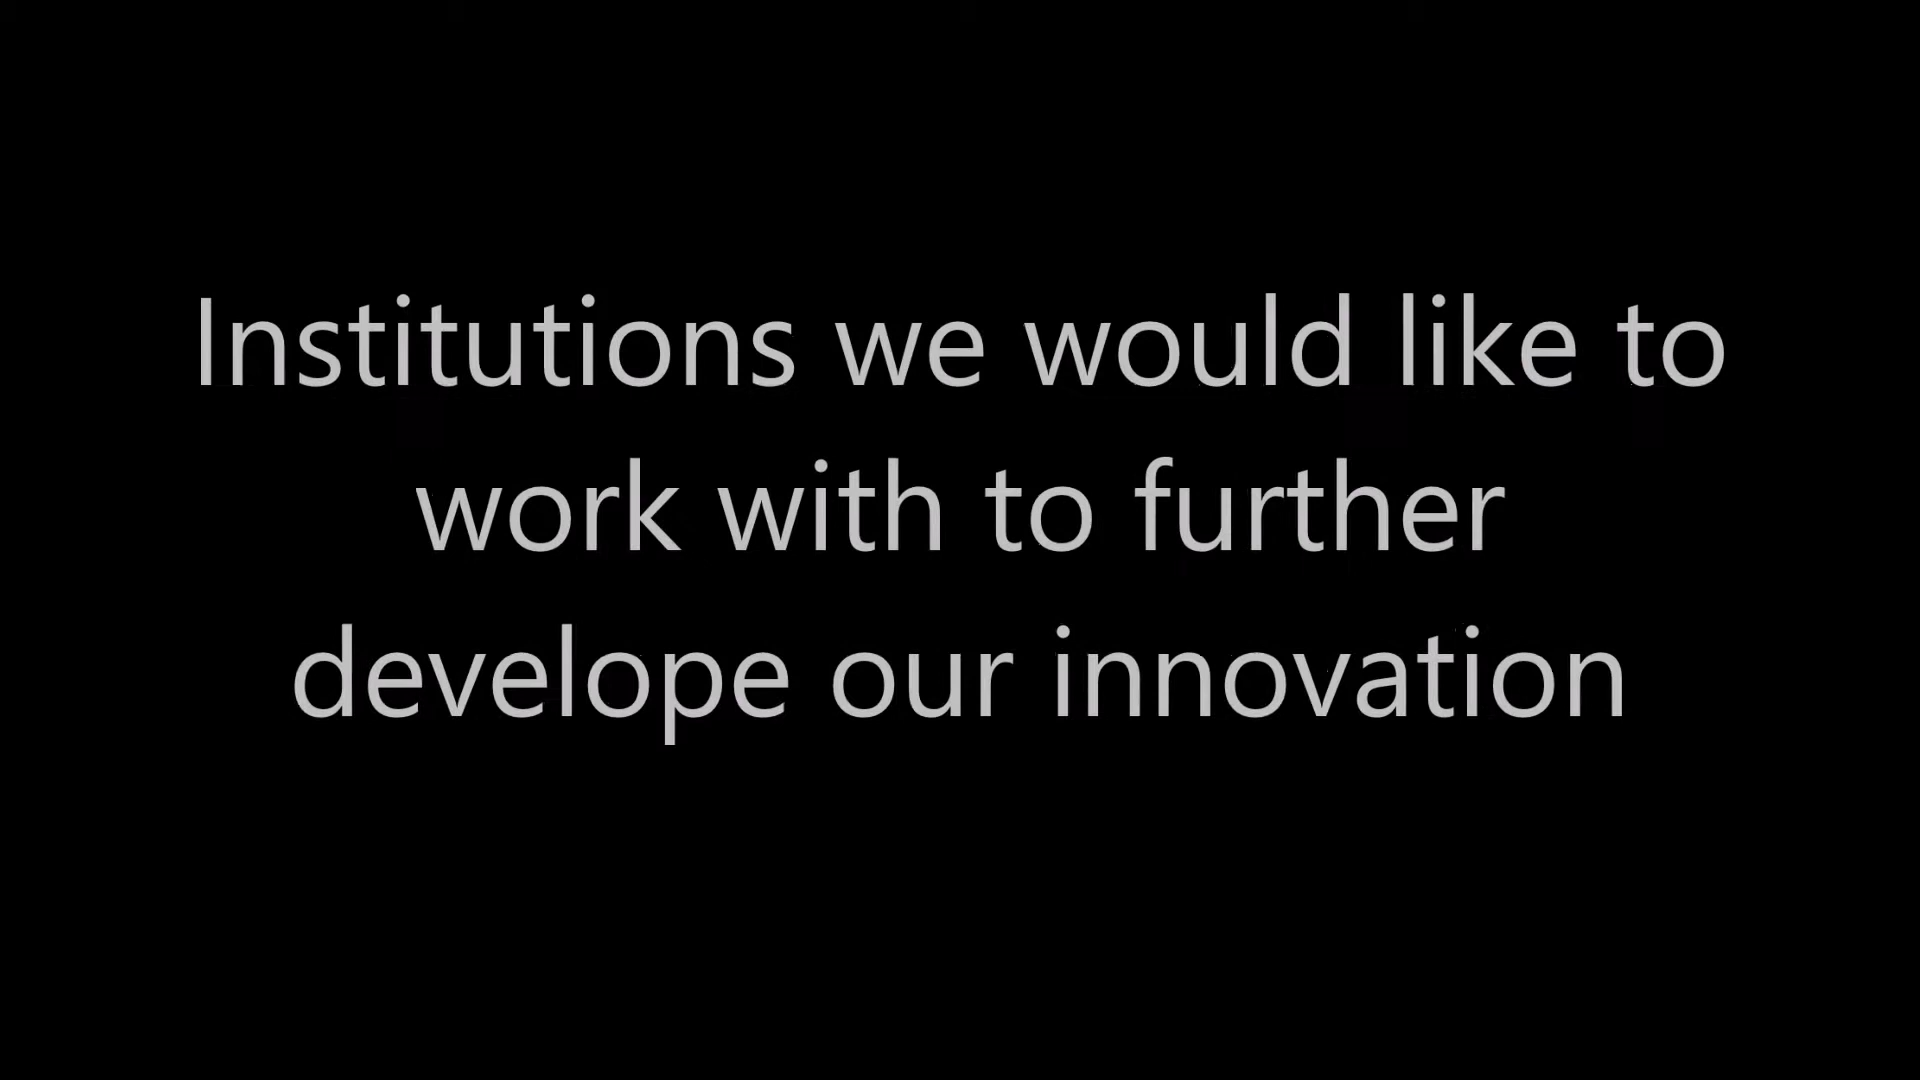 Institutions we would like to
work with to further
develope our innovation